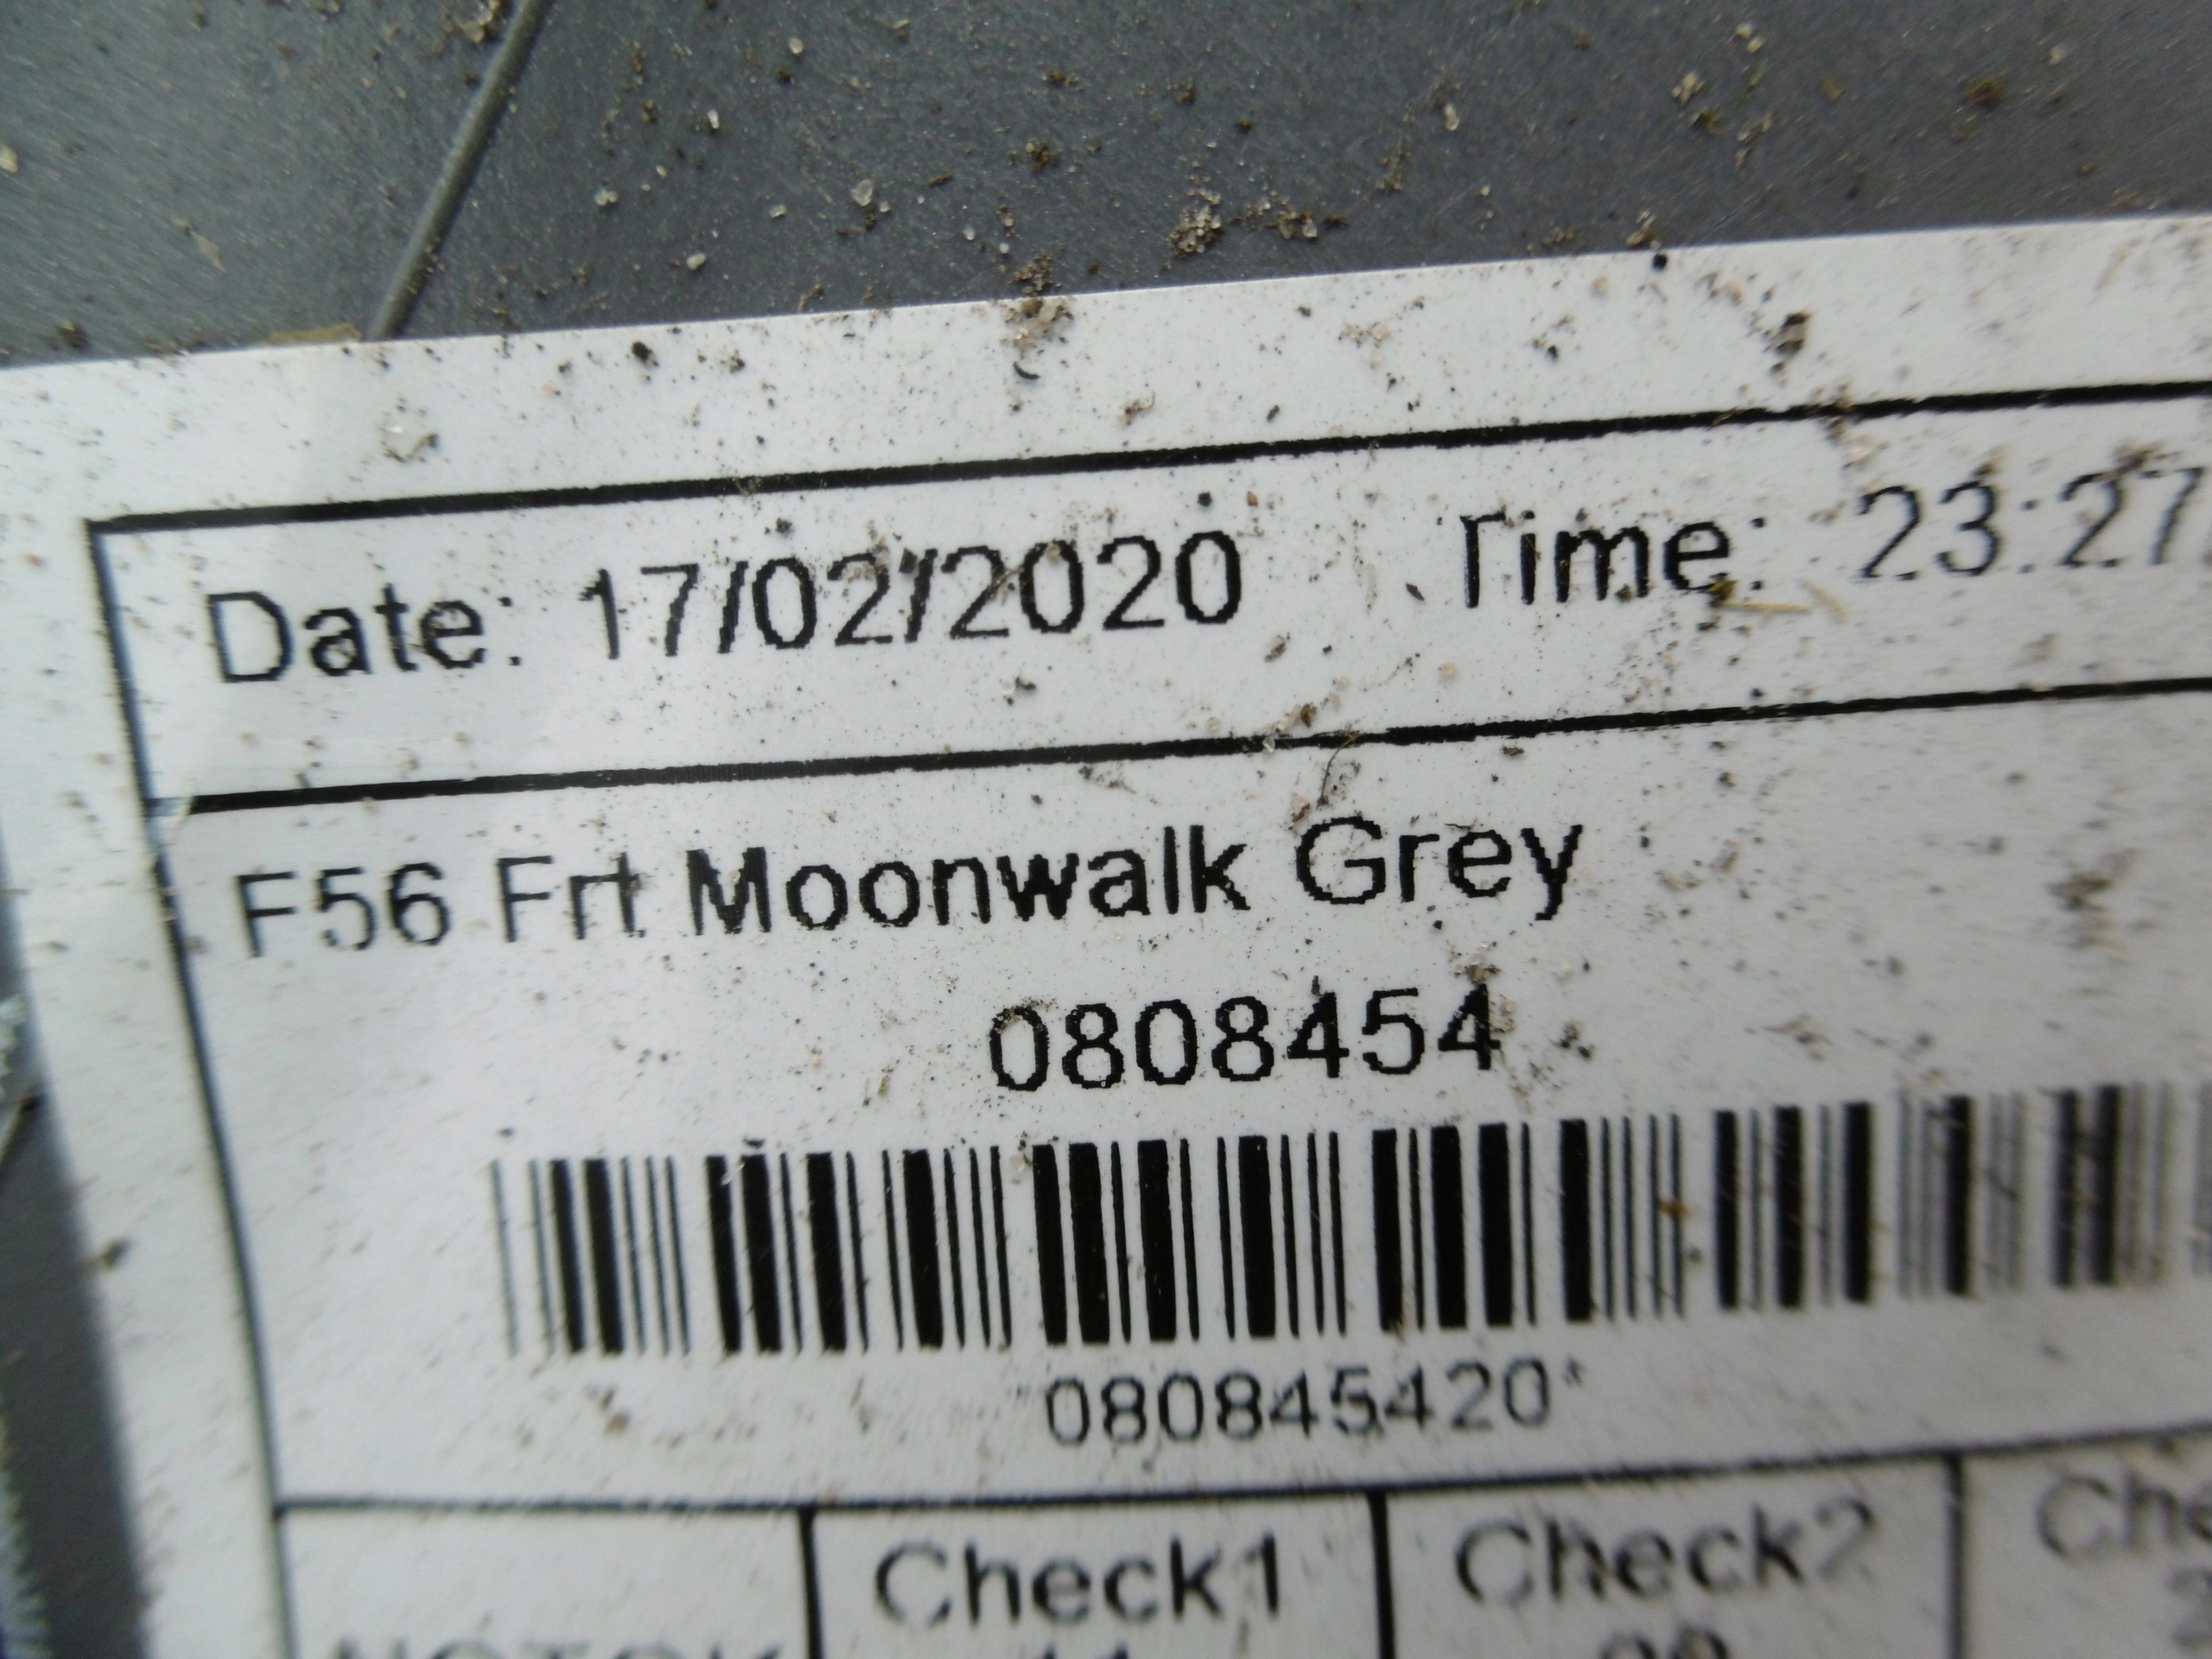 Date: 17/02/2020 Time: 23:27
F56 Frt Moonwalk Grey
0808454
*080845420*
Check1 Check2